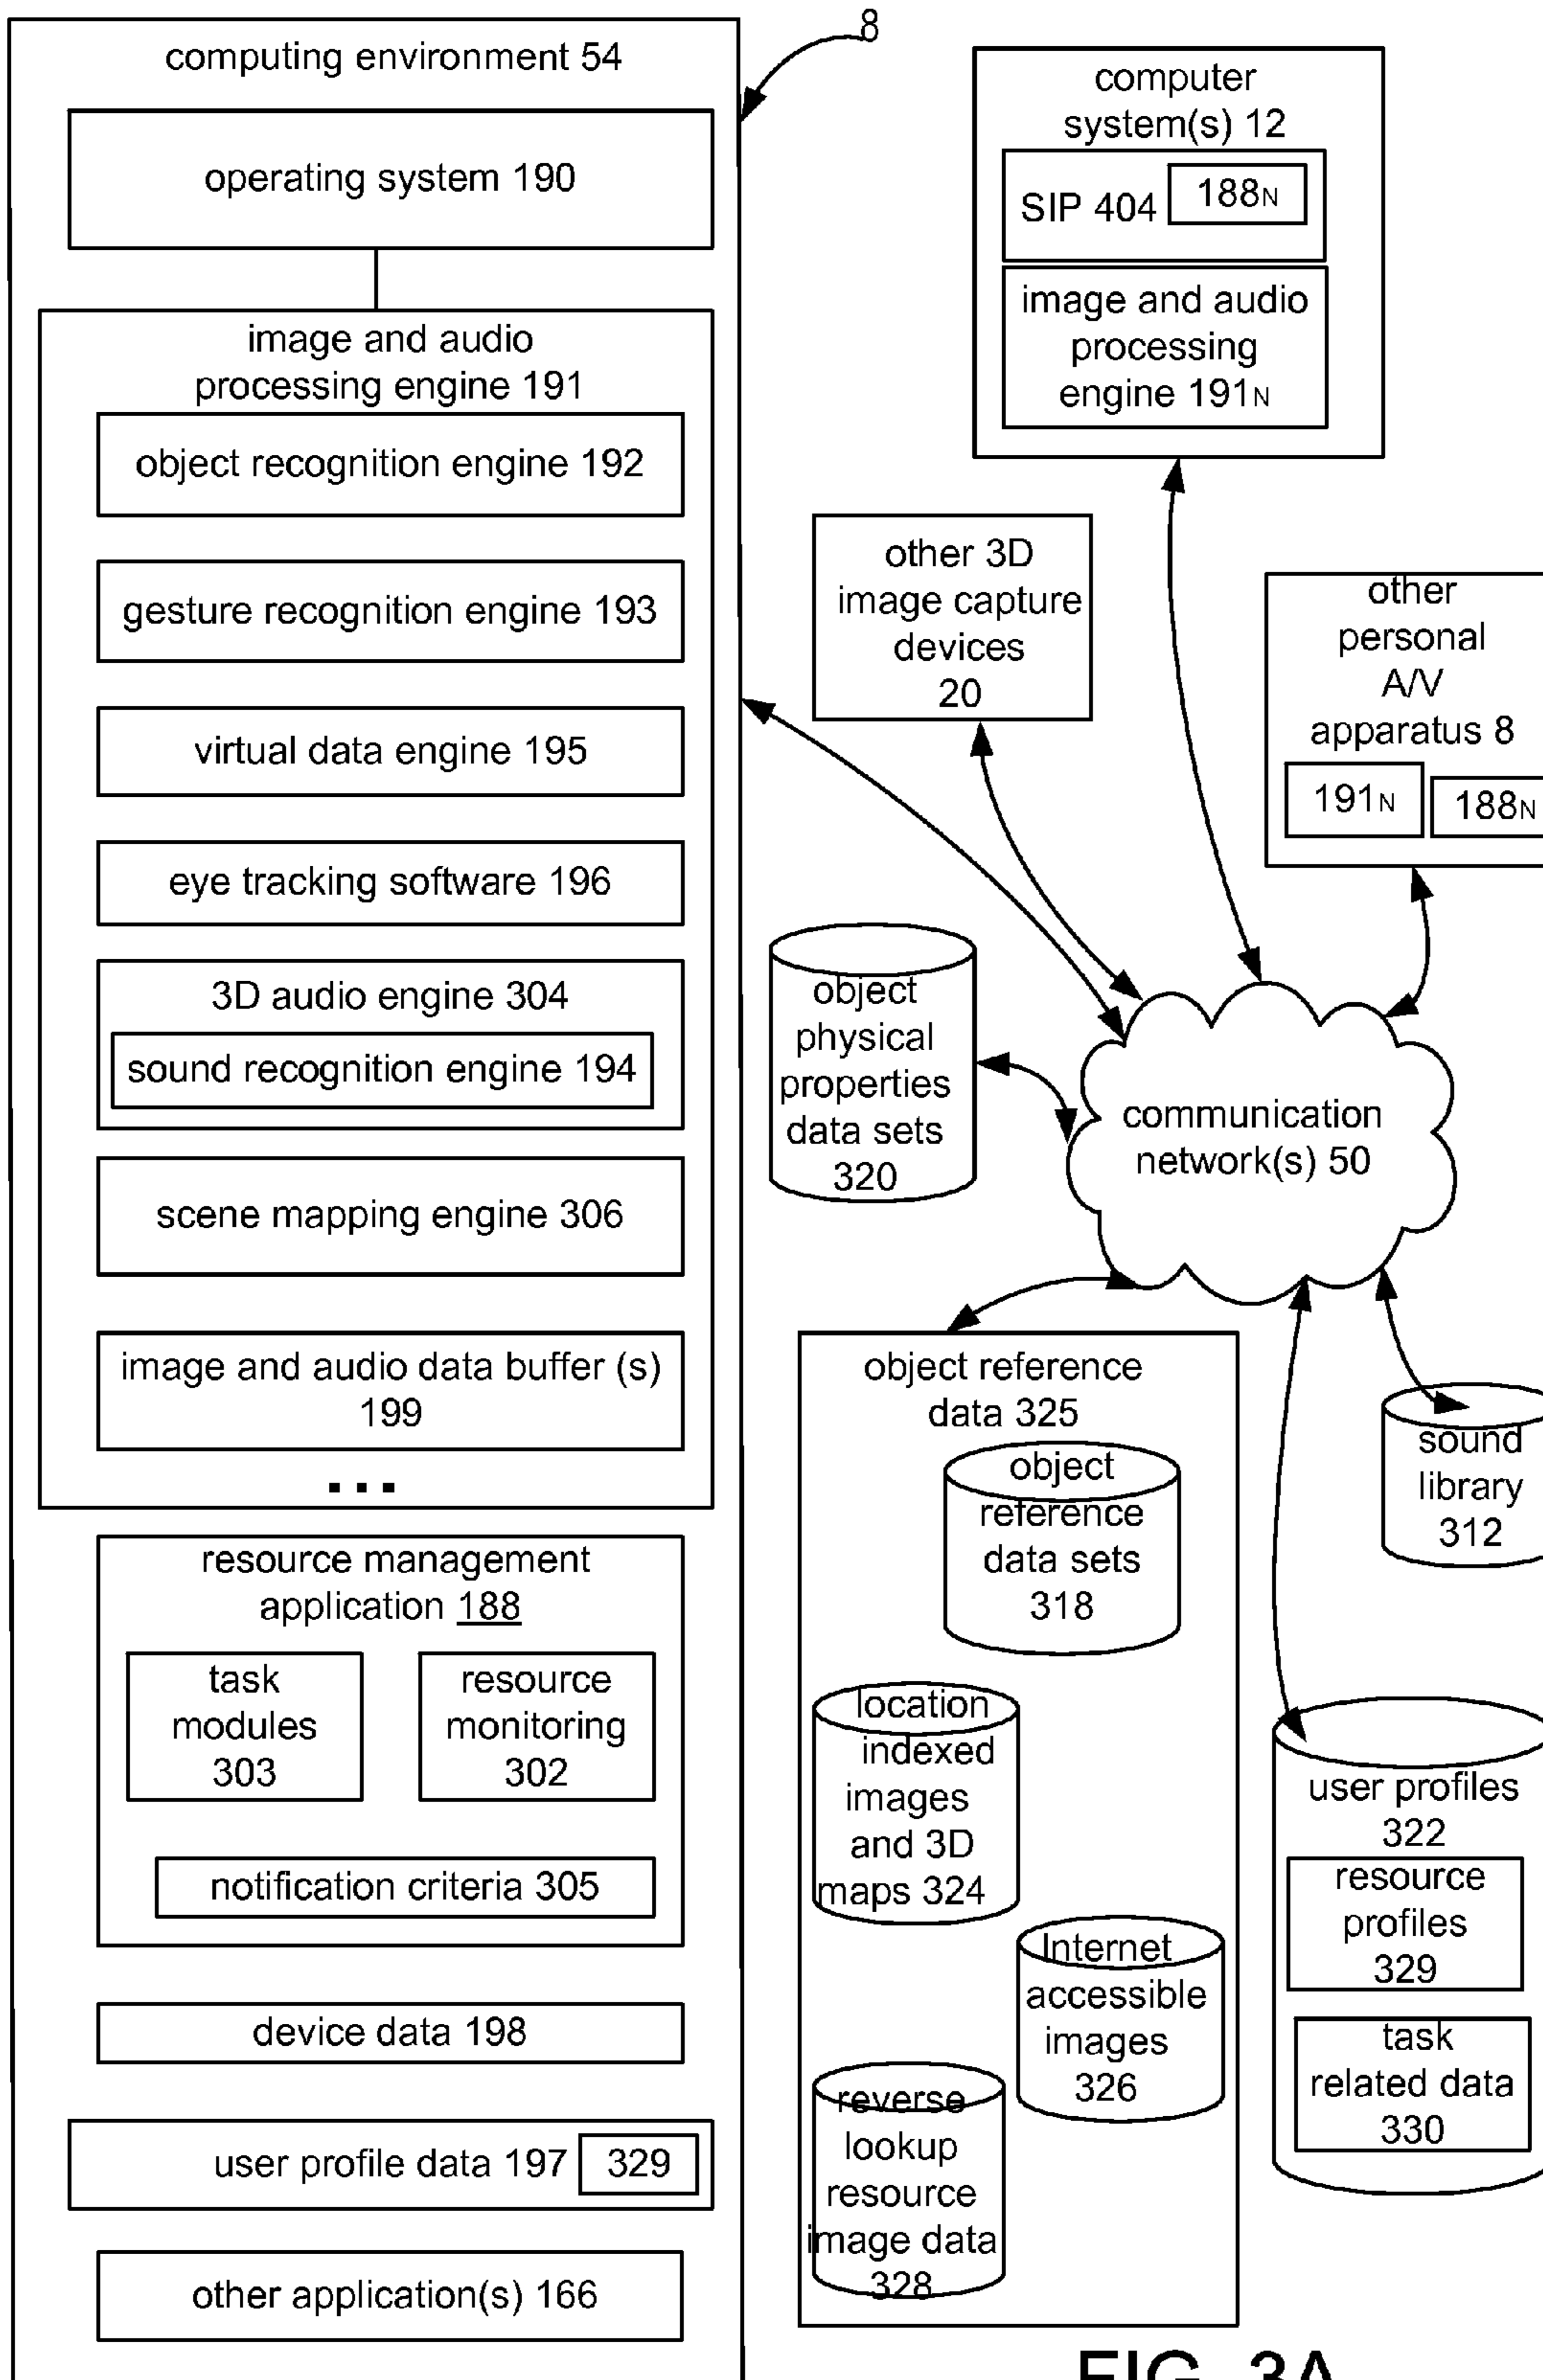 8
computing environment 54
operating system 190
image and audio
processing engine 191
object recognition engine 192
gesture recognition engine 193
virtual data engine 195
eye tracking software 196
3D audio engine 304
sound recognition engine 194
scene mapping engine 306
image and audio data buffer (s)
199
...
resource management
application 188
task
modules
303
resource
monitoring
302
notification criteria 305
device data 198
user profile data 197 329
other application(s) 166
computer
system(s) 12
SIP 404 188N
image and audio
processing
engine 191N
other 3D
image capture
devices
20
other
personal
A/V
apparatus 8
191N 188N
object
physical
properties
data sets
320
communication
network(s) 50
object reference
data 325
object
reference
data sets
318
location
indexed
images
and 3D
maps 324
Internet
accessible
images
326
reverse
lookup
resource
image data
328
sound
library
312
user profiles
322
resource
profiles
329
task
related data
330
FIG. 3A